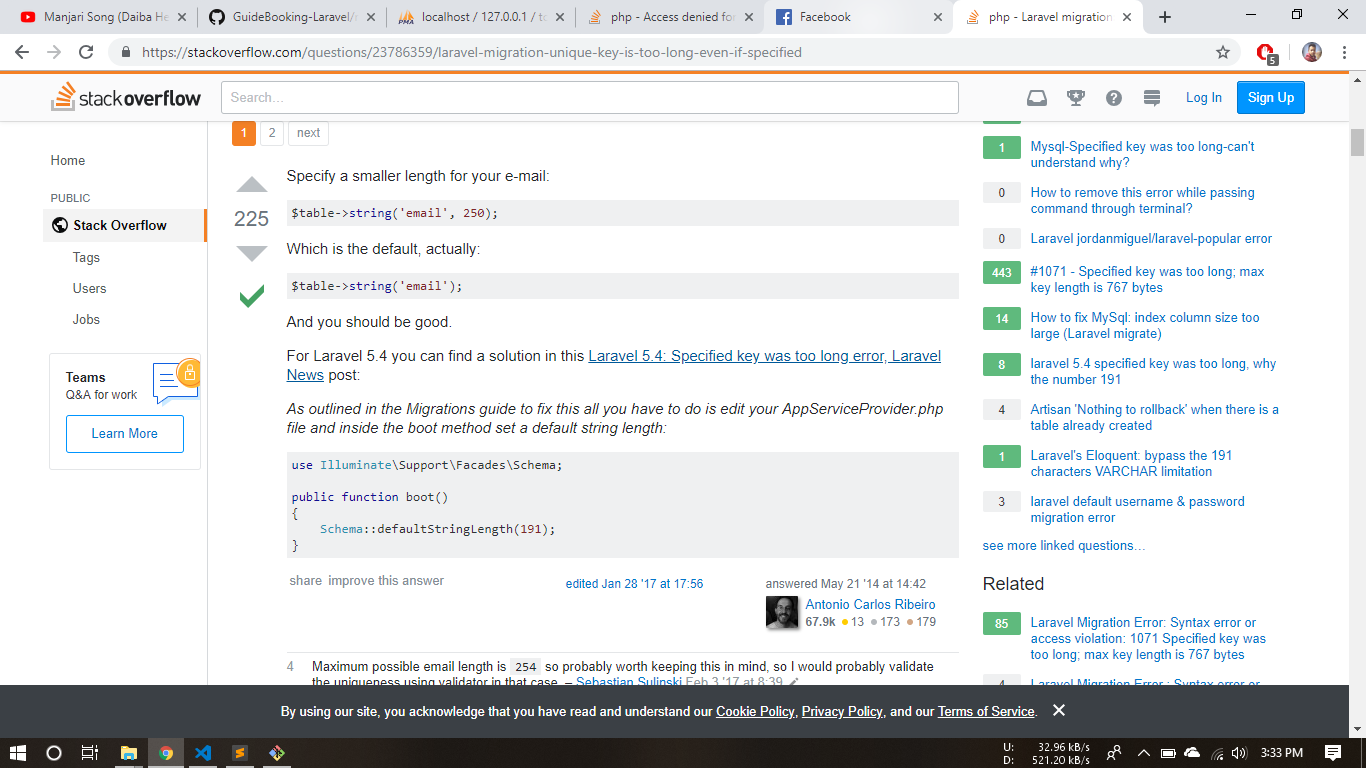 Manjari Song (Daiba He
GuideBooking-Laravel/r
localhost / 127.0.0.1 / to
php - Access denied for
Facebook
php - Laravel migration
https://stackoverflow.com/questions/23786359/laravel-migration-unique-key-is-too-long-even-if-specified
5
stackoverflow
Search…
Log In
Sign Up
Home
PUBLIC
Stack Overflow
Tags
Users
Jobs
Teams
Q&A for work
Learn More
1 2 next
225
Specify a smaller length for your e-mail:
$table->string('email', 250);
Which is the default, actually:
$table->string('email');
And you should be good.
For Laravel 5.4 you can find a solution in this Laravel 5.4: Specified key was too long error, Laravel
News post:
As outlined in the Migrations guide to fix this all you have to do is edit your AppServiceProvider.php
file and inside the boot method set a default string length:
use Illuminate\Support\Facades\Schema;
public function boot()
{
Schema::defaultStringLength(191);
}
share improve this answer
edited Jan 28 '17 at 17:56
answered May 21 '14 at 14:42
Antonio Carlos Ribeiro
67.9k 13 173 179
4 Maximum possible email length is 254 so probably worth keeping this in mind, so I would probably validate
the uniqueness using validator in that case. – Sebastian Sulinski Feb 3 '17 at 8:39
1 Mysql-Specified key was too long-can't
understand why?
0 How to remove this error while passing
command through terminal?
0 Laravel jordanmiguel/laravel-popular error
443 #1071 - Specified key was too long; max
key length is 767 bytes
14 How to fix MySql: index column size too
large (Laravel migrate)
8 laravel 5.4 specified key was too long, why
the number 191
4 Artisan 'Nothing to rollback' when there is a
table already created
1 Laravel's Eloquent: bypass the 191
characters VARCHAR limitation
3 laravel default username & password
migration error
see more linked questions…
Related
85 Laravel Migration Error: Syntax error or
access violation: 1071 Specified key was
too long; max key length is 767 bytes
4 Laravel Migration Error : Syntax error or
By using our site, you acknowledge that you have read and understand our Cookie Policy, Privacy Policy, and our Terms of Service.
U: 32.96 kB/s
D: 521.20 kB/s
3:33 PM